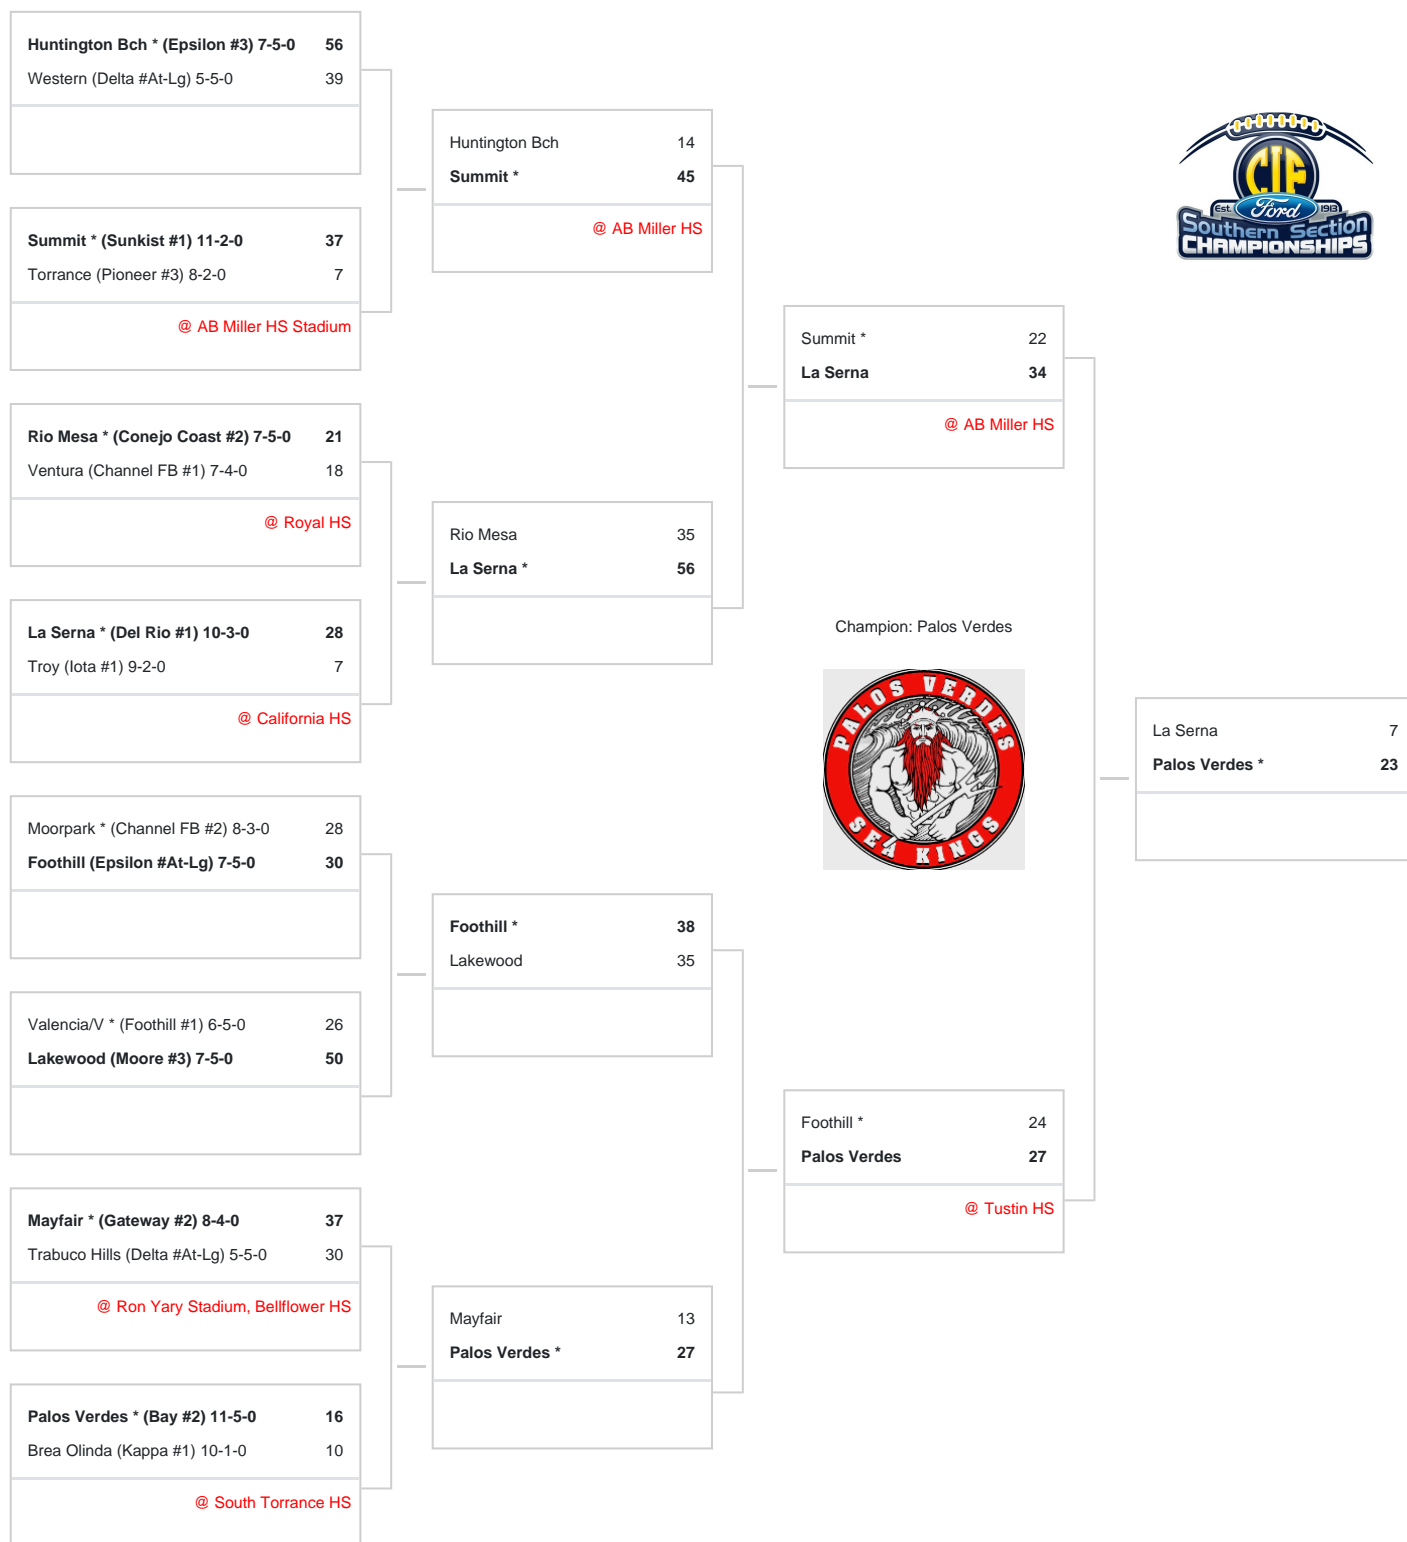 Huntington Bch * (Epsilon #3) 7-5-0 56
Western (Delta #At-Lg) 5-5-0 39
Summit * (Sunkist #1) 11-2-0 37
Torrance (Pioneer #3) 8-2-0 7
@ AB Miller HS Stadium
Rio Mesa * (Conejo Coast #2) 7-5-0 21
Ventura (Channel FB #1) 7-4-0 18
@ Royal HS
La Serna * (Del Rio #1) 10-3-0 28
Troy (Iota #1) 9-2-0 7
@ California HS
Moorpark * (Channel FB #2) 8-3-0 28
Foothill (Epsilon #At-Lg) 7-5-0 30
Valencia/V * (Foothill #1) 6-5-0 26
Lakewood (Moore #3) 7-5-0 50
Mayfair * (Gateway #2) 8-4-0 37
Trabuco Hills (Delta #At-Lg) 5-5-0 30
@ Ron Yary Stadium, Bellflower HS
Palos Verdes * (Bay #2) 11-5-0 16
Brea Olinda (Kappa #1) 10-1-0 10
@ South Torrance HS
Huntington Bch 14
Summit * 45
@ AB Miller HS
Rio Mesa 35
La Serna * 56
Foothill * 38
Lakewood 35
Mayfair 13
Palos Verdes * 27
Summit * 22
La Serna 34
@ AB Miller HS
Champion: Palos Verdes
PALOS VERDES
SEA KINGS
Foothill * 24
Palos Verdes 27
@ Tustin HS
CIF
Est. Ford 1913
Southern Section
CHAMPIONSHIPS
La Serna 7
Palos Verdes * 23